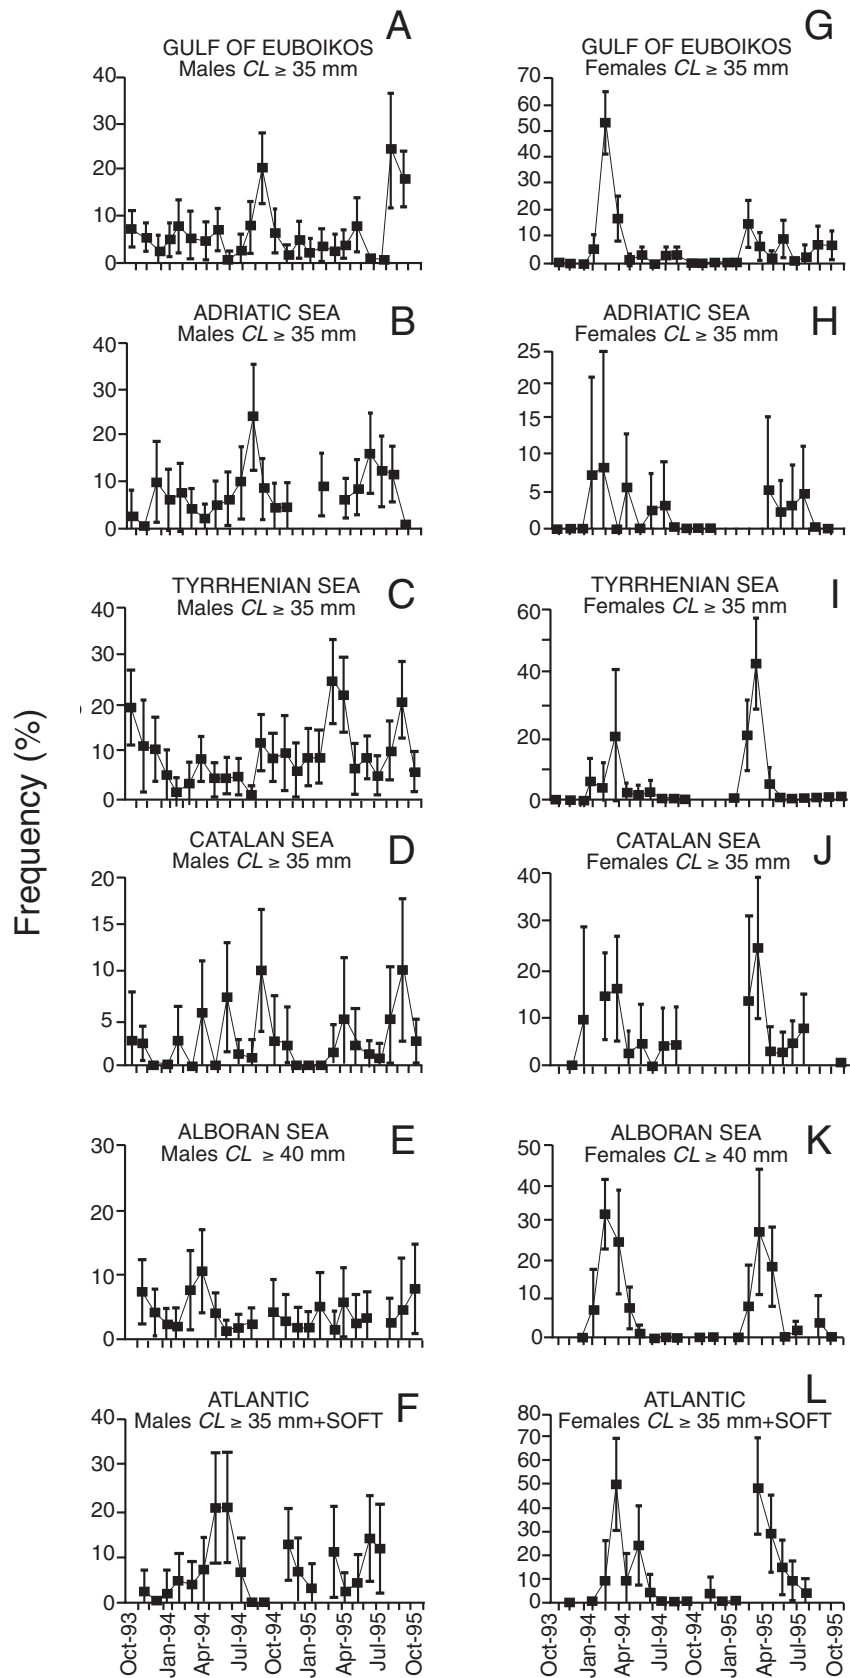 A
GULF OF EUBOIKOS
Males CL ≥ 35 mm
40
30
20
10
0
G
GULF OF EUBOIKOS
Females CL ≥ 35 mm
70
60
50
40
30
20
10
0
B
ADRIATIC SEA
Males CL ≥ 35 mm
40
30
20
10
0
H
ADRIATIC SEA
Females CL ≥ 35 mm
25
20
15
10
5
0
C
TYRRHENIAN SEA
Males CL ≥ 35 mm
40
30
20
10
0
I
TYRRHENIAN SEA
Females CL ≥ 35 mm
60
40
20
0
Frequency (%)
D
CATALAN SEA
Males CL ≥ 35 mm
20
15
10
5
0
J
CATALAN SEA
Females CL ≥ 35 mm
40
30
20
10
0
E
ALBORAN SEA
Males CL ≥ 40 mm
30
20
10
0
K
ALBORAN SEA
Females CL ≥ 40 mm
50
40
30
20
10
0
F
ATLANTIC
Males CL ≥ 35 mm+SOFT
40
30
20
10
0
Oct-93
Jan-94
Apr-94
Jul-94
Oct-94
Jan-95
Apr-95
Jul-95
Oct-95
L
ATLANTIC
Females CL ≥ 35 mm+SOFT
80
70
60
50
40
30
20
10
0
Oct-93
Jan-94
Apr-94
Jul-94
Oct-94
Jan-95
Apr-95
Jul-95
Oct-95